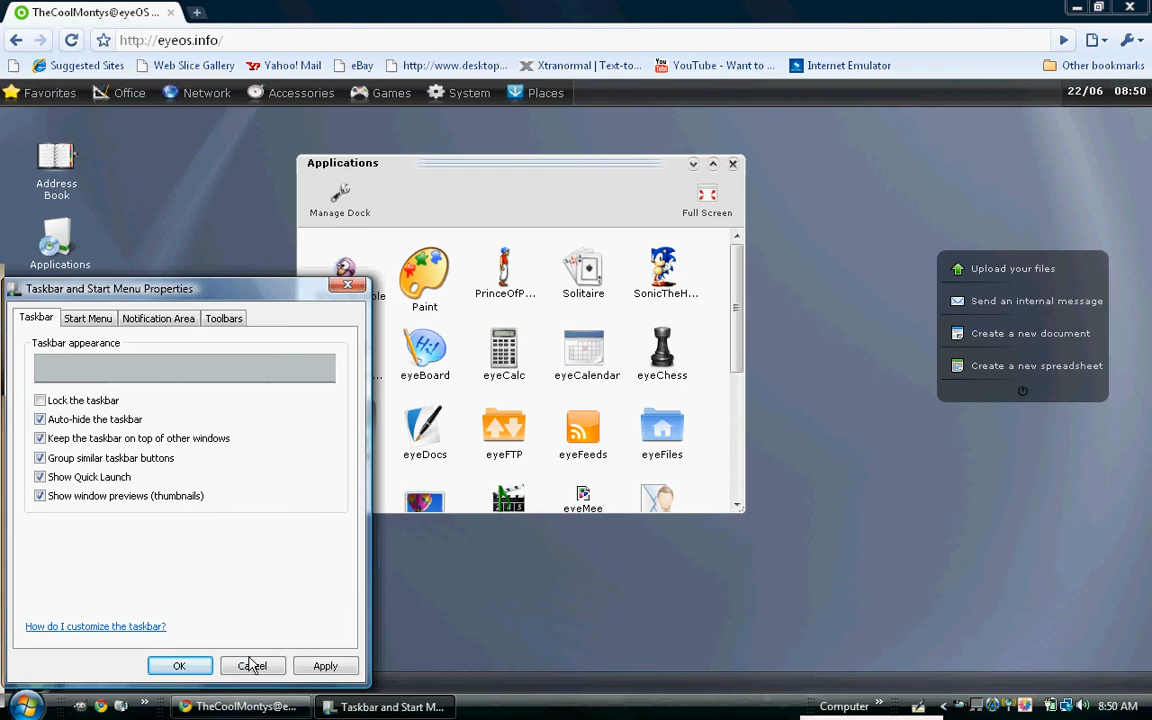 TheCoolMontys@eyeOS ...
http://eyeos.info/
Suggested Sites Web Slice Gallery Yahoo! Mail eBay http://www.desktop... Xtranormal | Text-to... YouTube - Want to ... Internet Emulator Other bookmarks
Favorites Office Network Accessories Games System Places 22/06 08:50
Address
Book
Applications
Applications
Manage Dock Full Screen
Paint PrinceOfP... Solitaire SonicTheH...
eyeBoard eyeCalc eyeCalendar eyeChess
eyeDocs eyeFTP eyeFeeds eyeFiles
eyeMee
Upload your files
Send an internal message
Create a new document
Create a new spreadsheet
Taskbar and Start Menu Properties
Taskbar Start Menu Notification Area Toolbars
Taskbar appearance
Lock the taskbar
Auto-hide the taskbar
Keep the taskbar on top of other windows
Group similar taskbar buttons
Show Quick Launch
Show window previews (thumbnails)
How do I customize the taskbar?
OK Cancel Apply
TheCoolMontys@e... Taskbar and Start M... Computer 8:50 AM